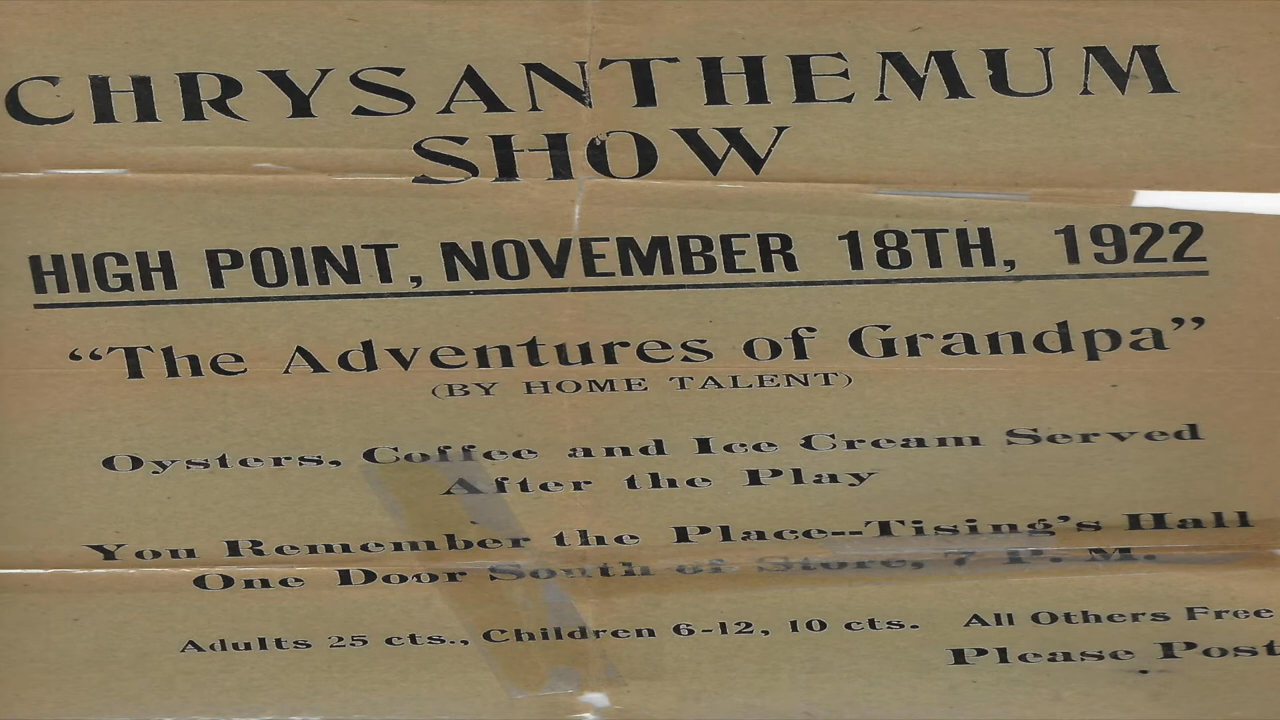 CHRYSANTHEMUM
SHOW
HIGH POINT, NOVEMBER 18TH, 1922
“The Adventures of Grandpa”
(BY HOME TALENT)
Oysters, Coffee and Ice Cream Served
After the Play
You Remember the Place--Tising's Hall
One Door South of Store, 7 P. M.
Adults 25 cts., Children 6-12, 10 cts. All Others Free
Please Post